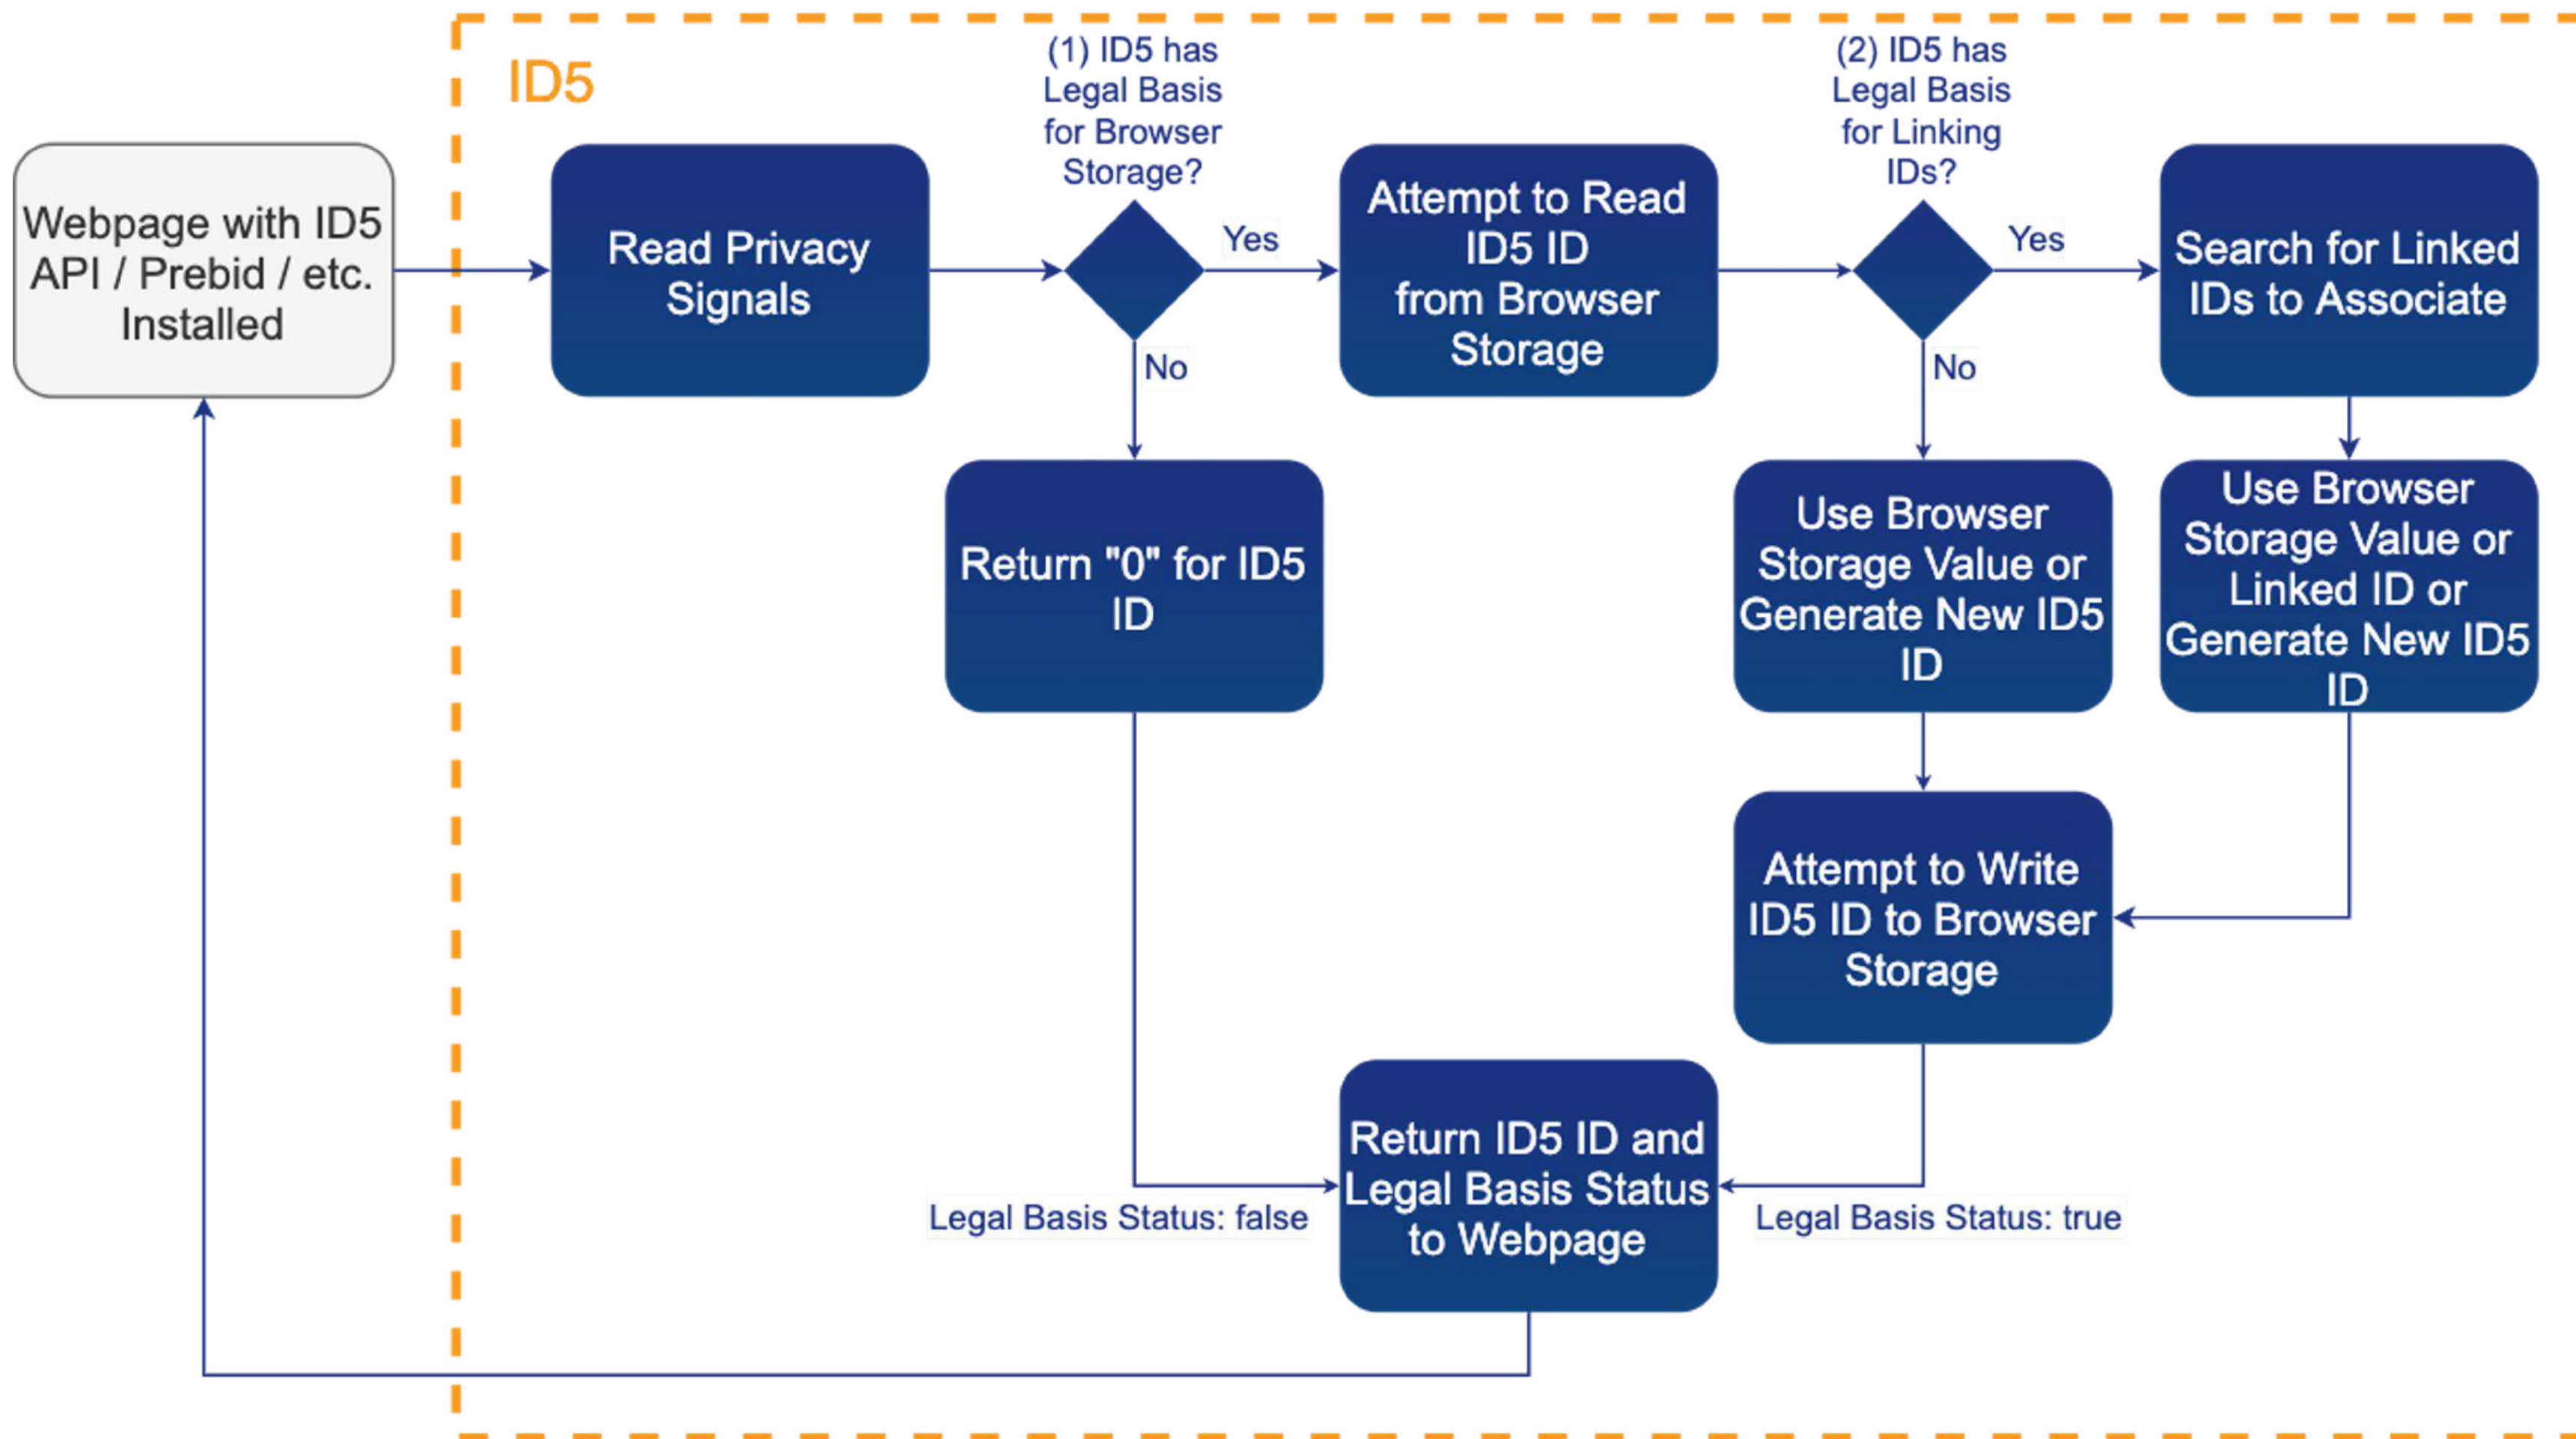 ID5
(1) ID5 has
Legal Basis
for Browser
Storage?
(2) ID5 has
Legal Basis
for Linking
IDs?
Webpage with ID5
API / Prebid / etc.
Installed
Read Privacy
Signals
Yes
Attempt to Read
ID5 ID
from Browser
Storage
Yes
Search for Linked
IDs to Associate
No
No
Return "0" for ID5
ID
Use Browser
Storage Value or
Generate New ID5
ID
Use Browser
Storage Value or
Linked ID or
Generate New ID5
ID
Attempt to Write
ID5 ID to Browser
Storage
Return ID5 ID and
Legal Basis Status
to Webpage
Legal Basis Status: false
Legal Basis Status: true